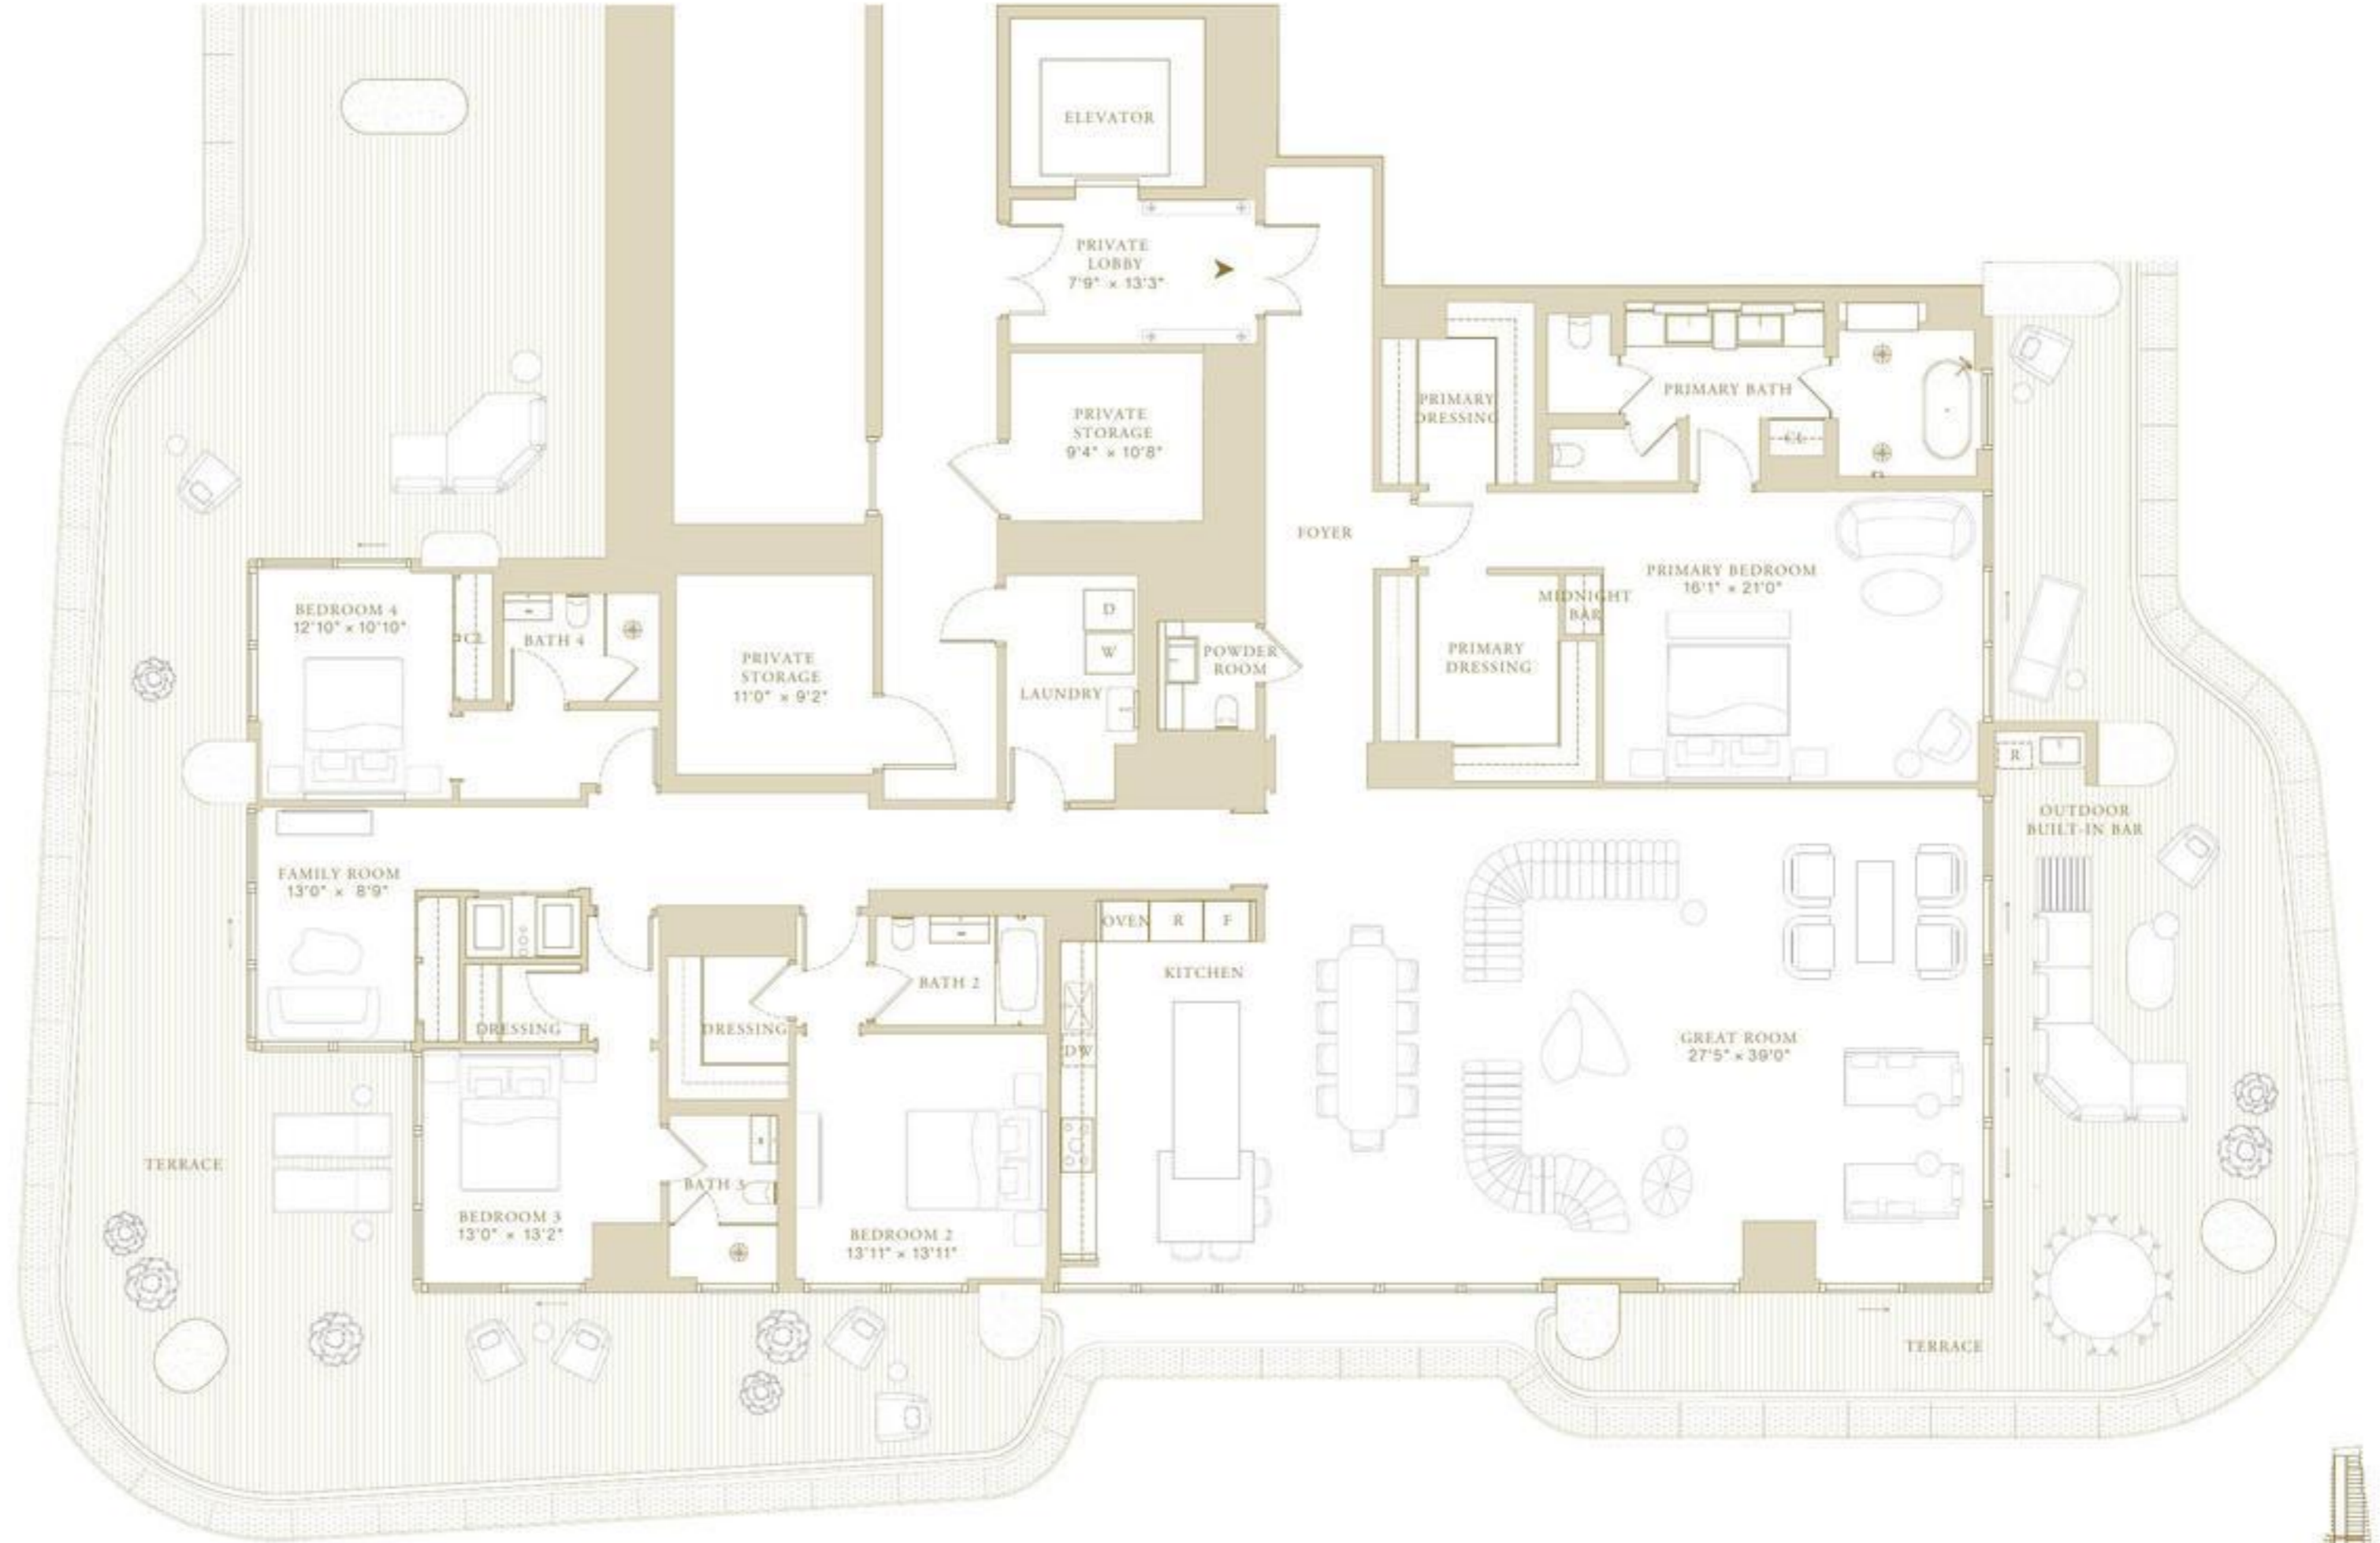 ELEVATOR
PRIVATE
LOBBY
7'9" × 13'3"
PRIVATE
STORAGE
9'4" × 10'8"
PRIMARY
DRESSING
PRIMARY BATH
CL
FOYER
PRIMARY BEDROOM
16'1" × 21'0"
MIDNIGHT
BAR
PRIMARY
DRESSING
BEDROOM 4
12'10" × 10'10"
CL
BATH 4
PRIVATE
STORAGE
11'0" × 9'2"
D
W
LAUNDRY
POWDER
ROOM
R
OUTDOOR
BUILT-IN BAR
FAMILY ROOM
13'0" × 8'9"
DRESSING
DRESSING
BATH 2
OVEN
R
F
KITCHEN
DW
GREAT ROOM
27'5" × 39'0"
TERRACE
BEDROOM 3
13'0" × 13'2"
BATH 3
BEDROOM 2
13'11" × 13'11"
TERRACE